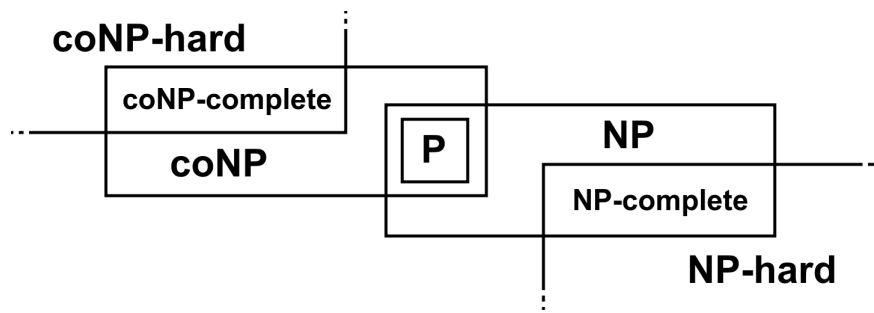 coNP-hard
coNP-complete
coNP
P
NP
NP-complete
NP-hard